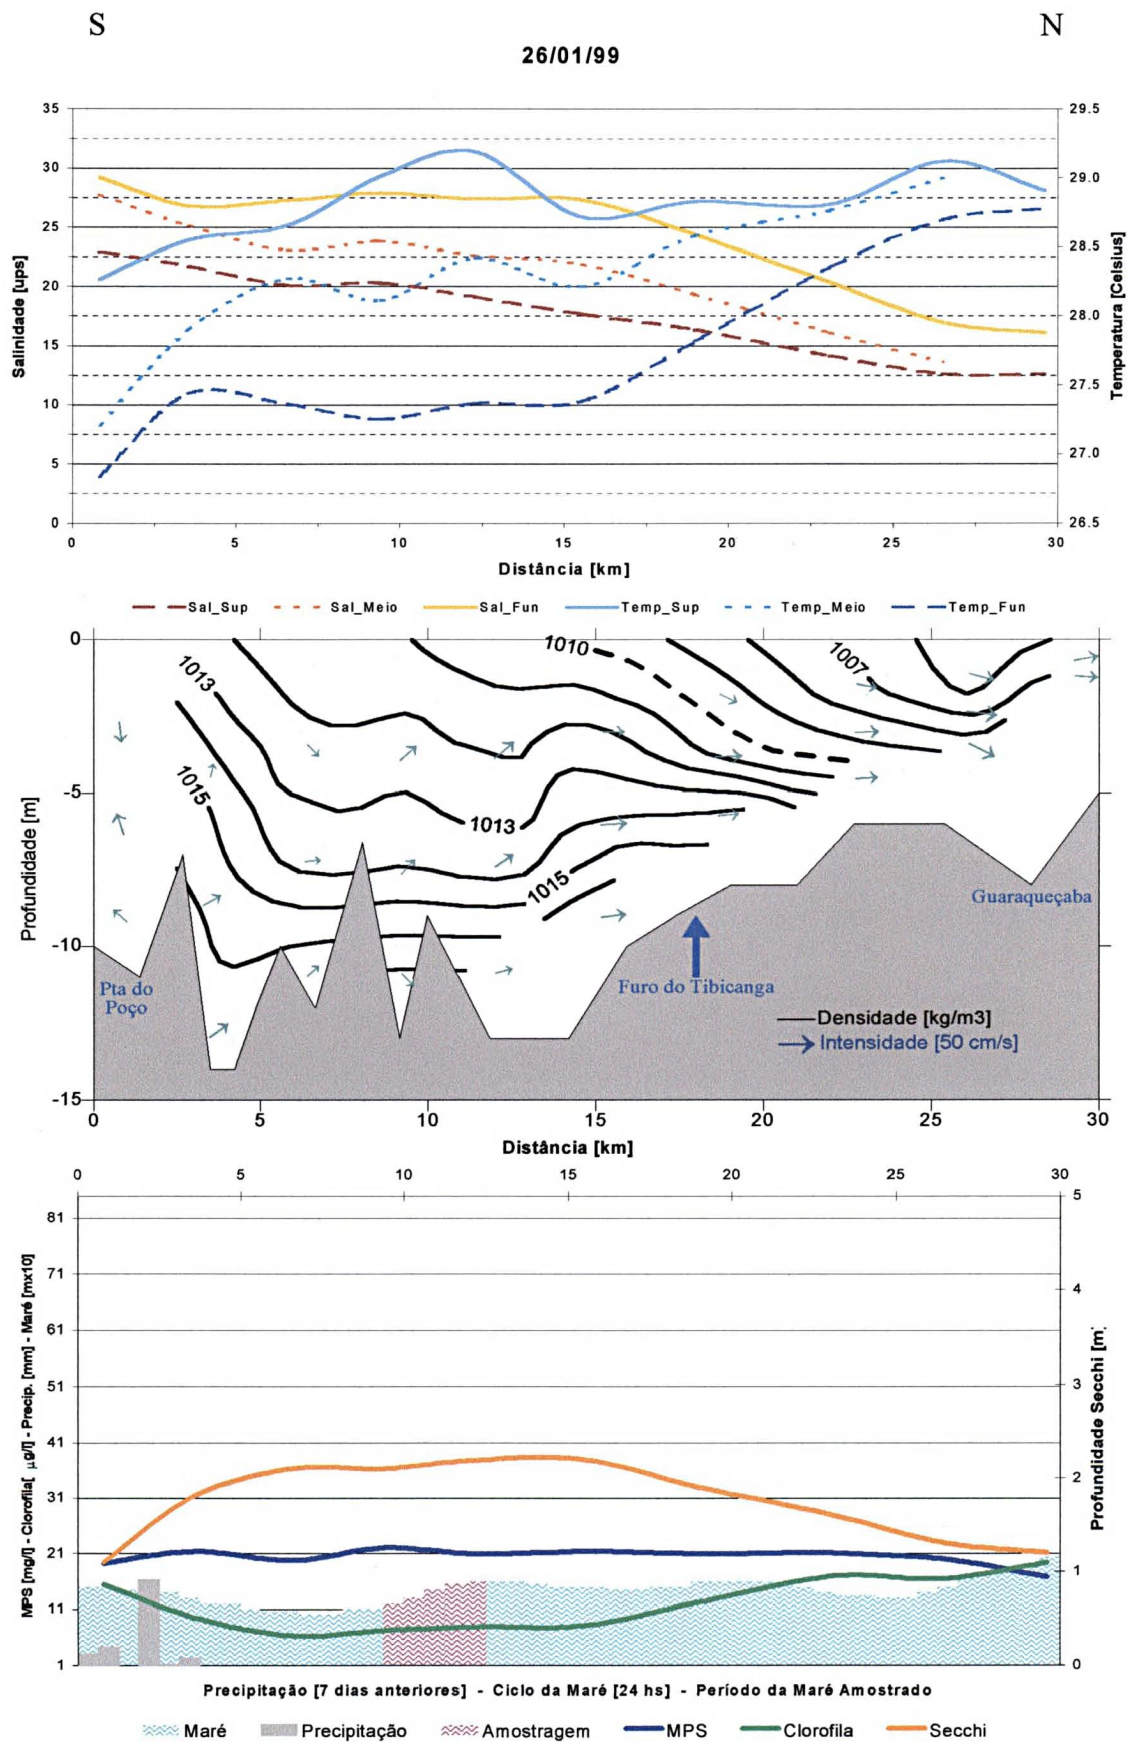 S N
26/01/99
35
30
25
20
15
10
5
0
29.5
29.0
28.5
28.0
27.5
27.0
26.5
Salinidade [ups]
Temperatura [Celsius]
0 5 10 15 20 25 30
Distância [km]
Sal_Sup Sal_Meio Sal_Fun Temp_Sup Temp_Meio Temp_Fun
0
-5
-10
-15
Profundidade [m]
1013
1015
1010
1007
1013
1015
Pta do
Poço
Furo do Tibicanga
Guaraqueçaba
Densidade [kg/m3]
Intensidade [50 cm/s]
0 5 10 15 20 25 30
Distância [km]
0 5 10 15 20 25 30
81
71
61
51
41
31
21
11
1
5
4
3
2
1
0
MPS [mg/l] - Clorofila[ µg/l] - Precip. [mm] - Maré [mx10]
Profundidade Secchi [m]
Precipitação [7 dias anteriores] - Ciclo da Maré [24 hs] - Período da Maré Amostrado
Maré Precipitação Amostragem MPS Clorofila Secchi